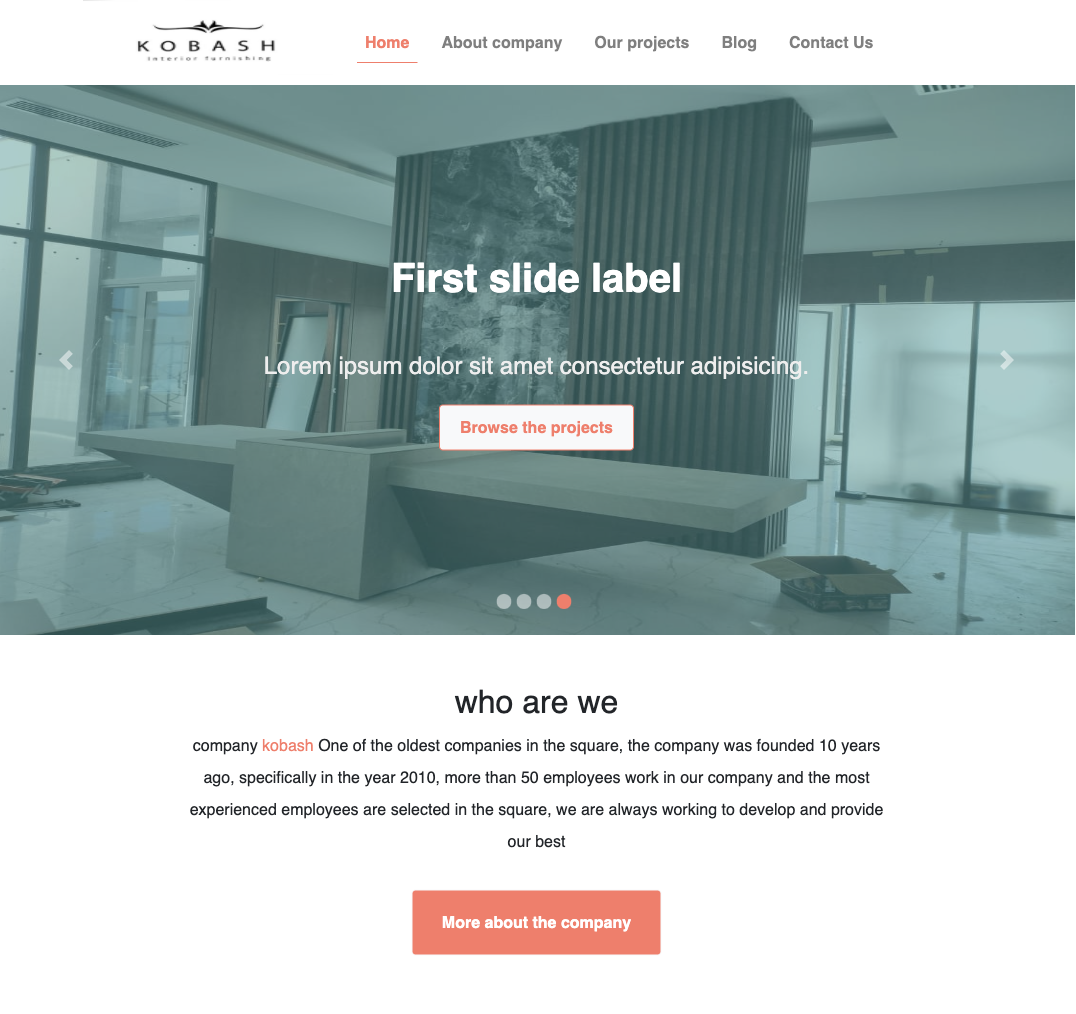 KOBASH
interior furnishing
Home About company Our projects Blog Contact Us
First slide label
Lorem ipsum dolor sit amet consectetur adipisicing.
Browse the projects
who are we
company kobash One of the oldest companies in the square, the company was founded 10 years
ago, specifically in the year 2010, more than 50 employees work in our company and the most
experienced employees are selected in the square, we are always working to develop and provide
our best
More about the company